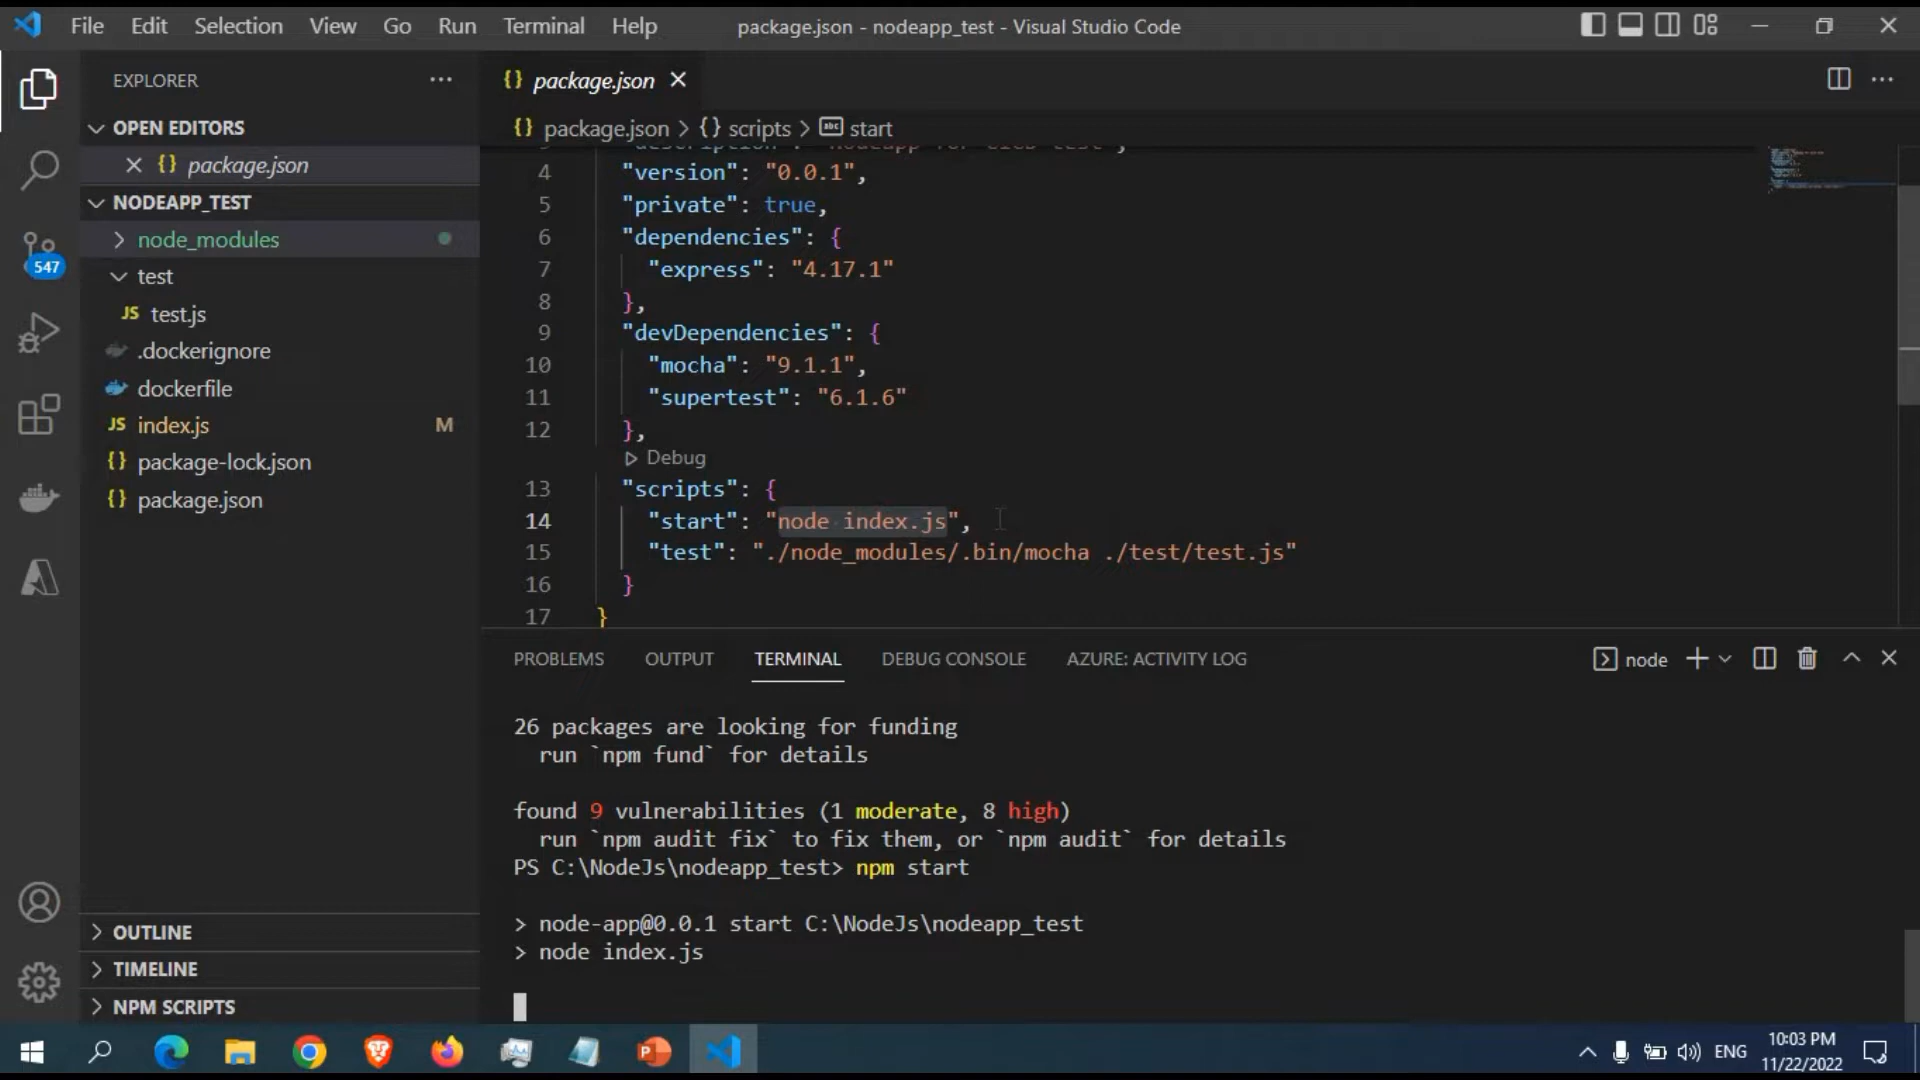 File Edit Selection View Go Run Terminal Help
package.json - nodeapp_test - Visual Studio Code
EXPLORER
OPEN EDITORS
package.json
NODEAPP_TEST
node_modules
test
JS test.js
.dockerignore
dockerfile
JS index.js M
{} package-lock.json
{} package.json
547
OUTLINE
TIMELINE
NPM SCRIPTS
{} package.json
{} package.json > {} scripts > abc start
4 "version": "0.0.1",
5 "private": true,
6 "dependencies": {
7 "express": "4.17.1"
8 },
9 "devDependencies": {
10 "mocha": "9.1.1",
11 "supertest": "6.1.6"
12 },
Debug
13 "scripts": {
14 "start": "node index.js",
15 "test": "./node_modules/.bin/mocha ./test/test.js"
16 }
17 }
PROBLEMS OUTPUT TERMINAL DEBUG CONSOLE AZURE: ACTIVITY LOG
node
26 packages are looking for funding
run `npm fund` for details
found 9 vulnerabilities (1 moderate, 8 high)
run `npm audit fix` to fix them, or `npm audit` for details
PS C:\NodeJs\nodeapp_test> npm start
> node-app@0.0.1 start C:\NodeJs\nodeapp_test
> node index.js
ENG
10:03 PM
11/22/2022